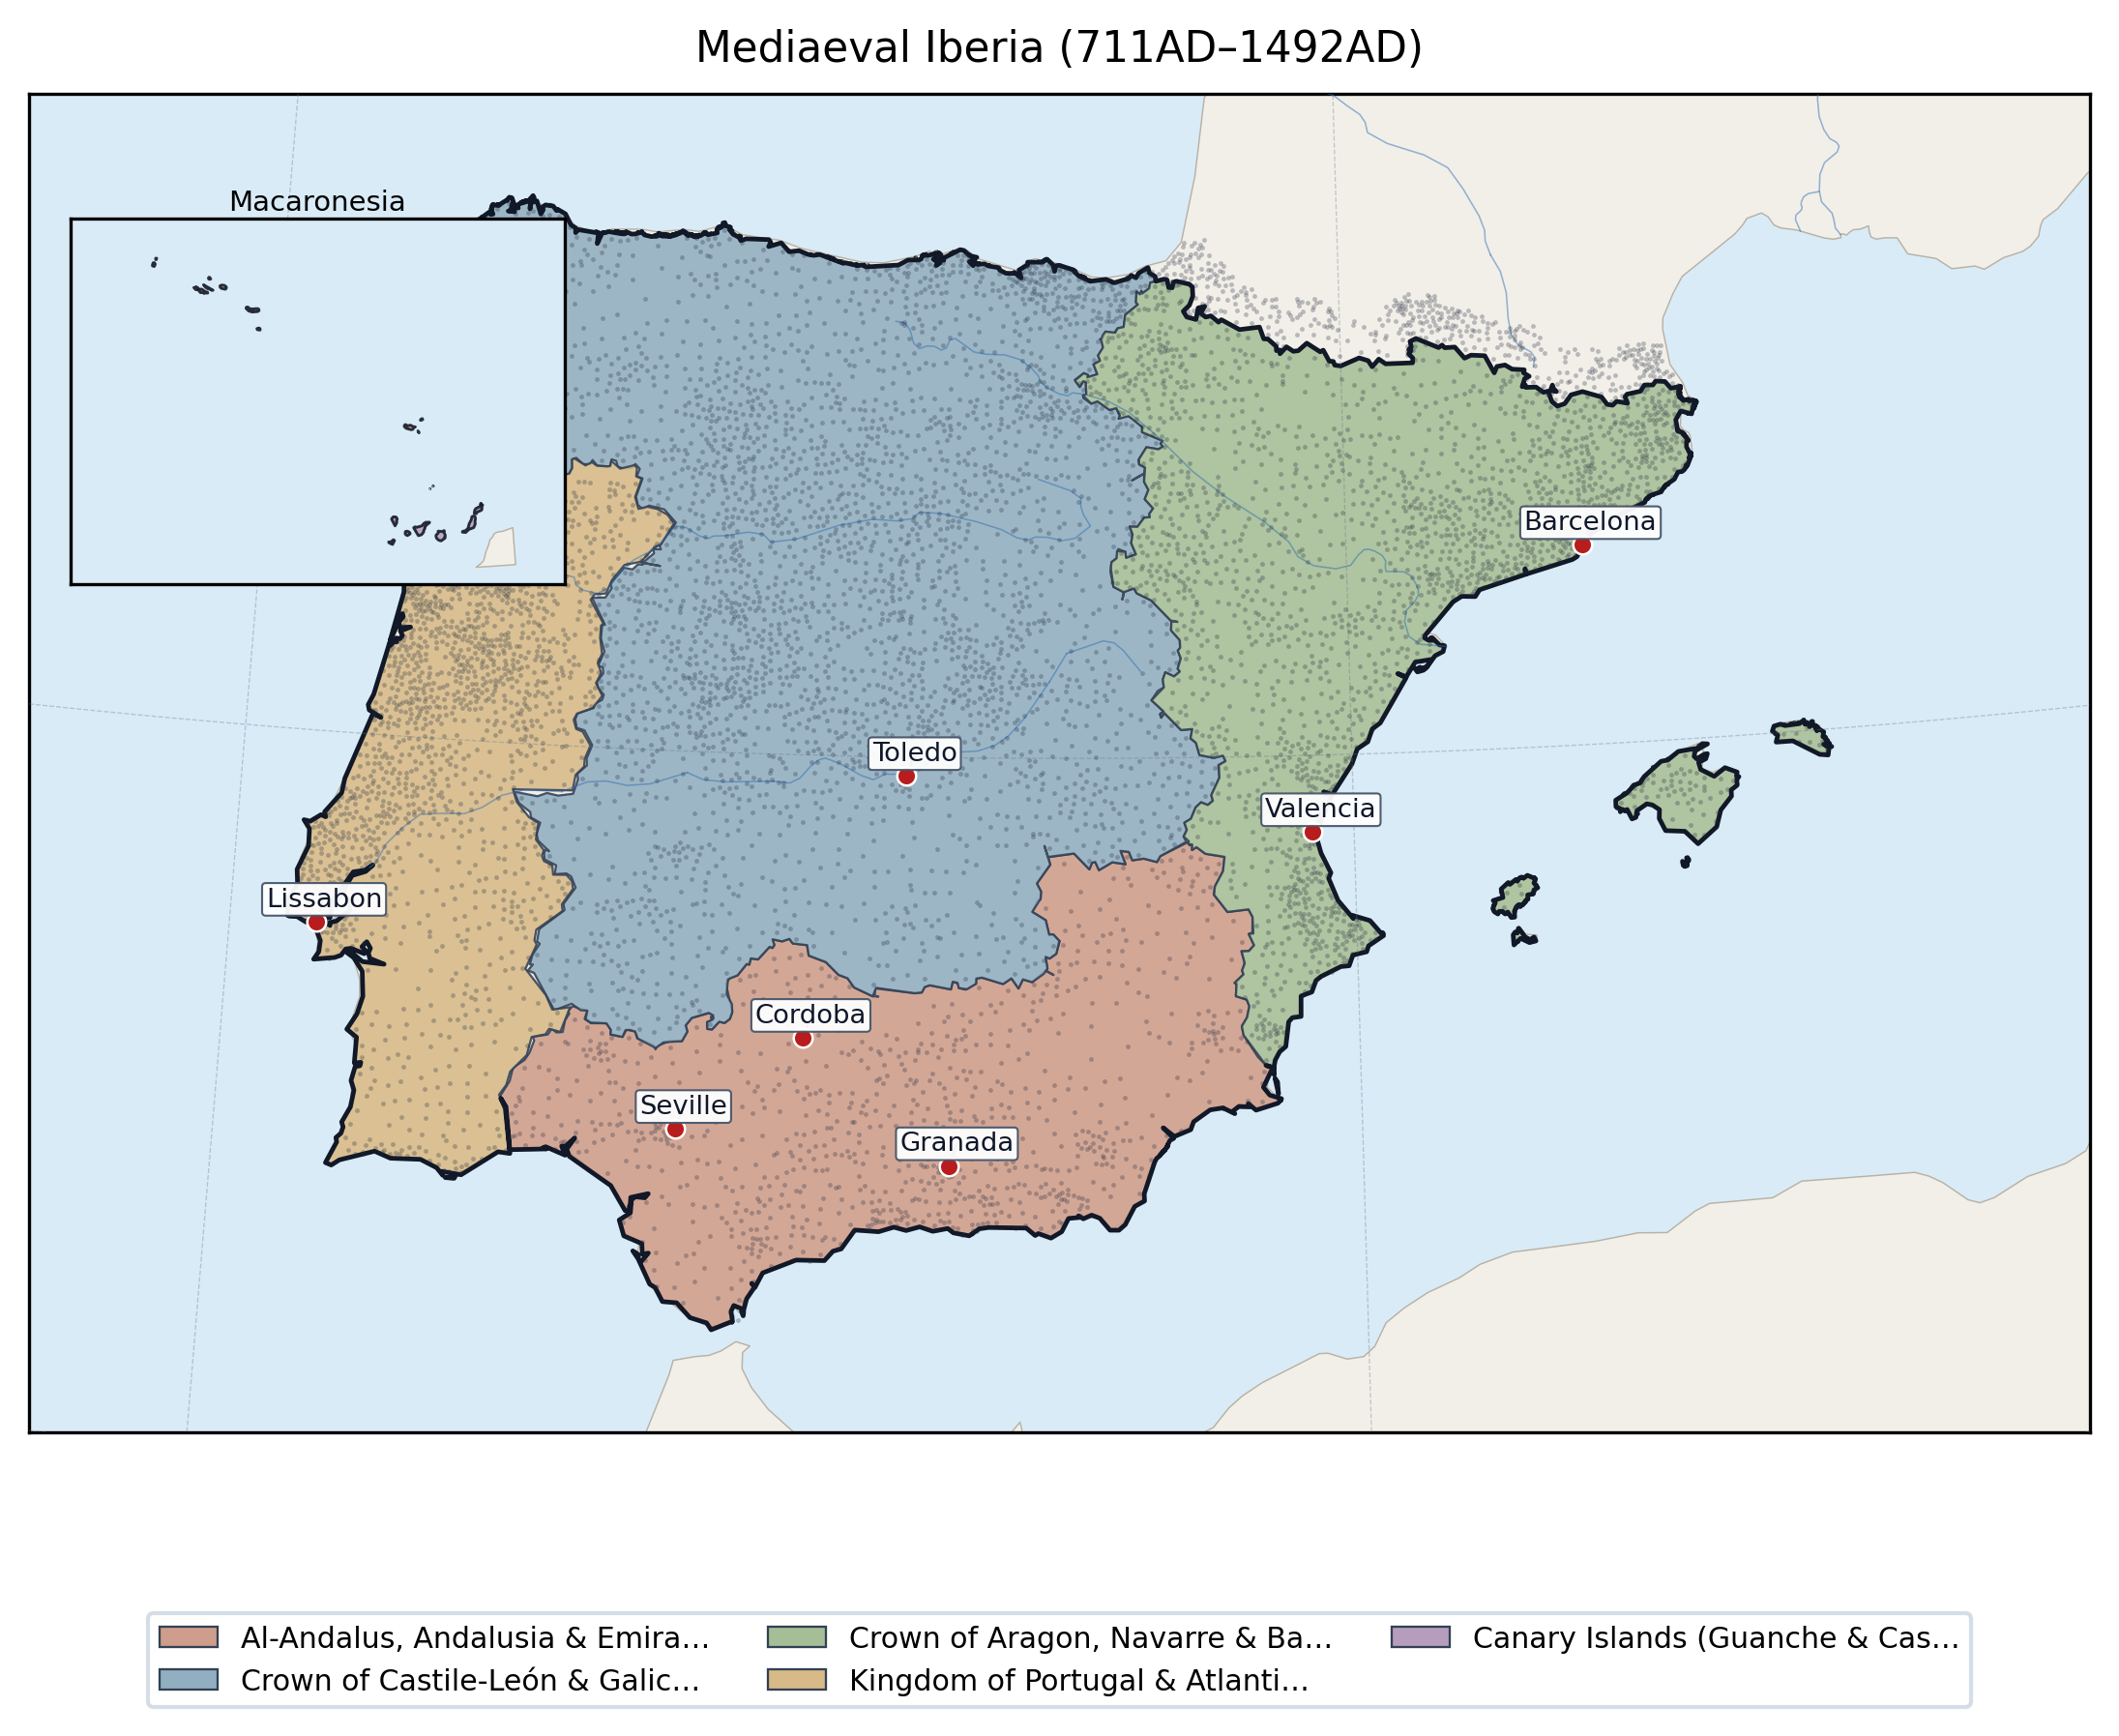 Mediaeval Iberia (711AD–1492AD)
Macaronesia
Barcelona
Toledo
Valencia
Lissabon
Cordoba
Seville
Granada
Al-Andalus, Andalusia & Emira...
Crown of Castile-León & Galic...
Crown of Aragon, Navarre & Ba...
Kingdom of Portugal & Atlanti...
Canary Islands (Guanche & Cas...